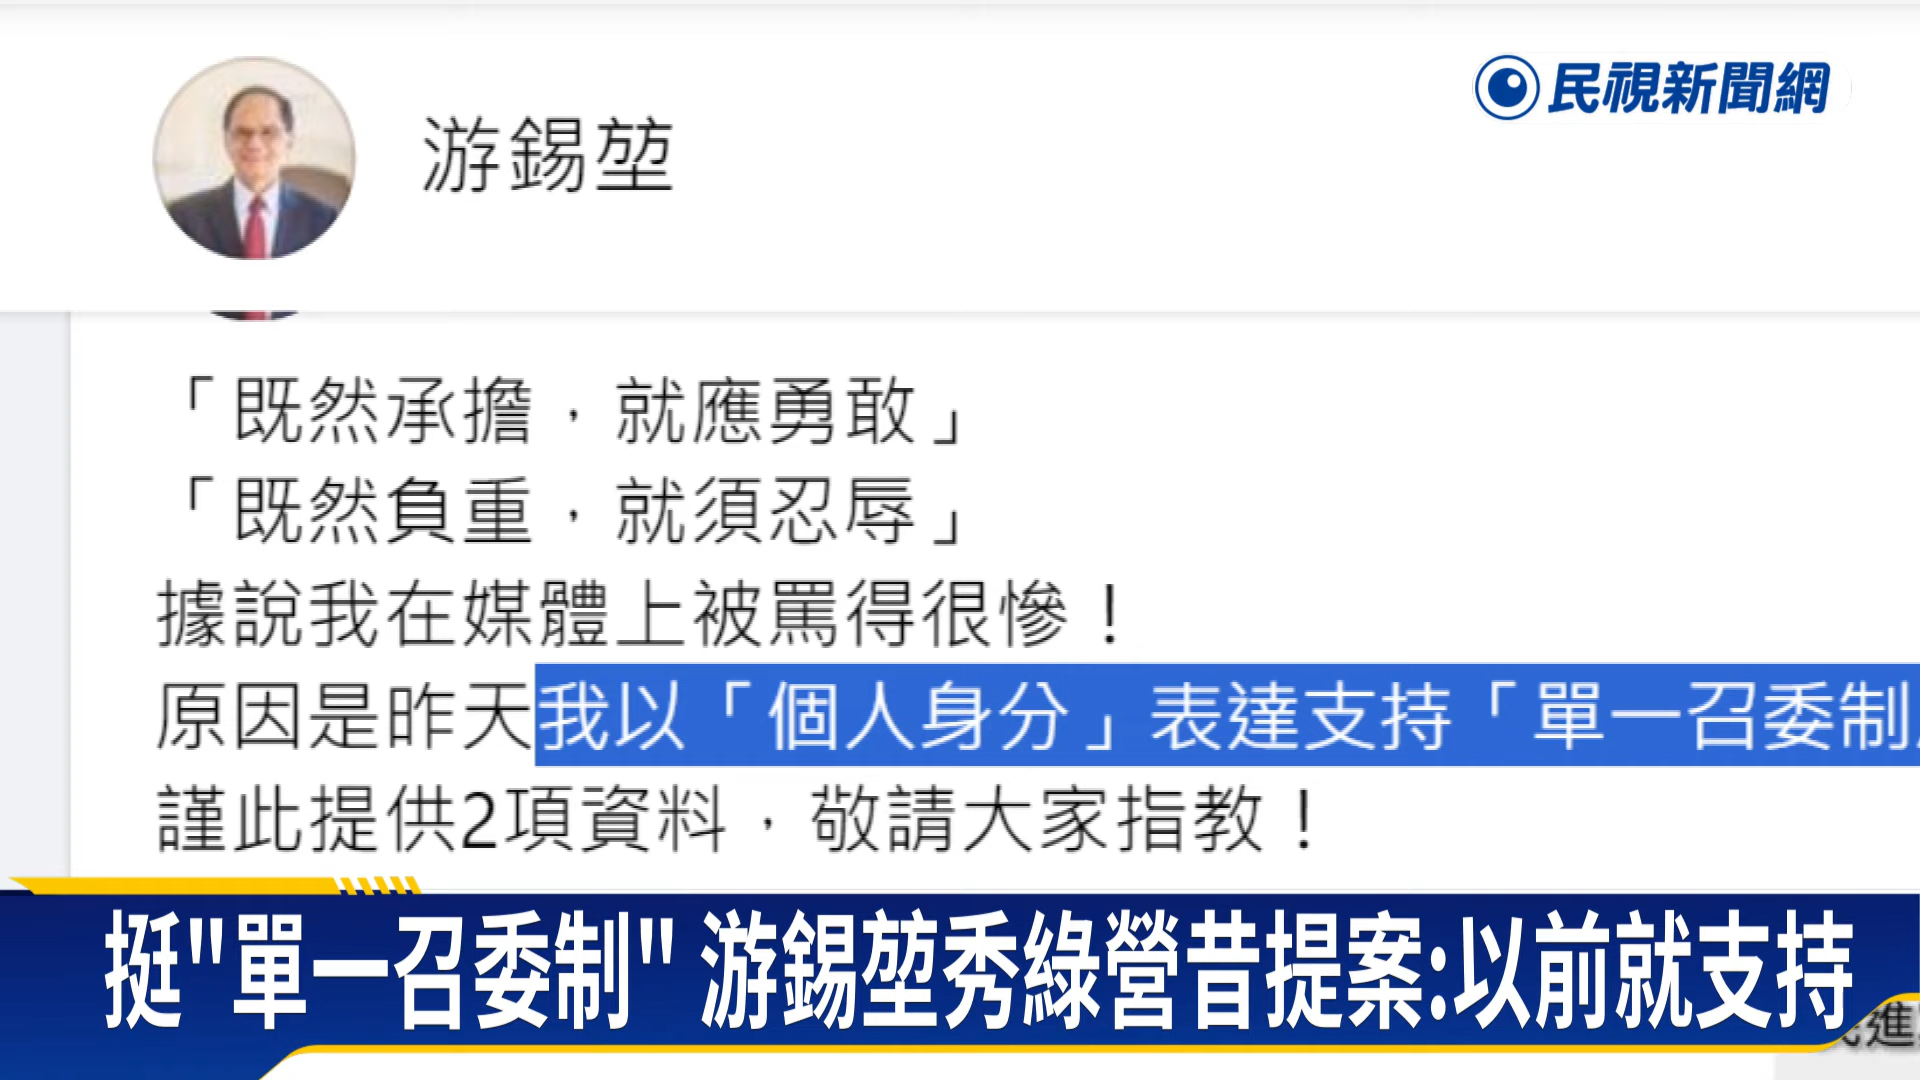 民視新聞網
游錫堃
「既然承擔，就應勇敢」
「既然負重，就須忍辱」
據說我在媒體上被罵得很慘！
原因是昨天我以「個人身分」表達支持「單一召委制
謹此提供2項資料，敬請大家指教！
挺"單一召委制" 游錫堃秀綠營昔提案:以前就支持
進